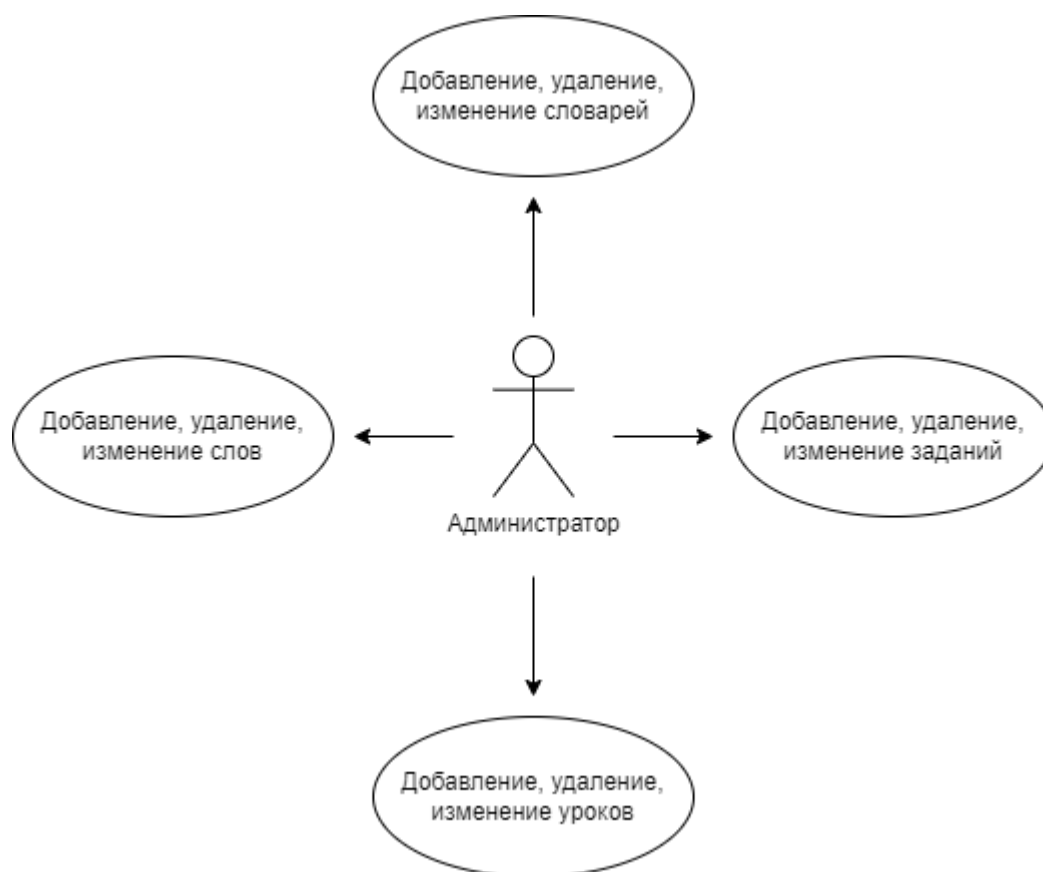 Добавление, удаление,
изменение словарей
Добавление, удаление,
изменение слов
Добавление, удаление,
изменение заданий
Администратор
Добавление, удаление,
изменение уроков